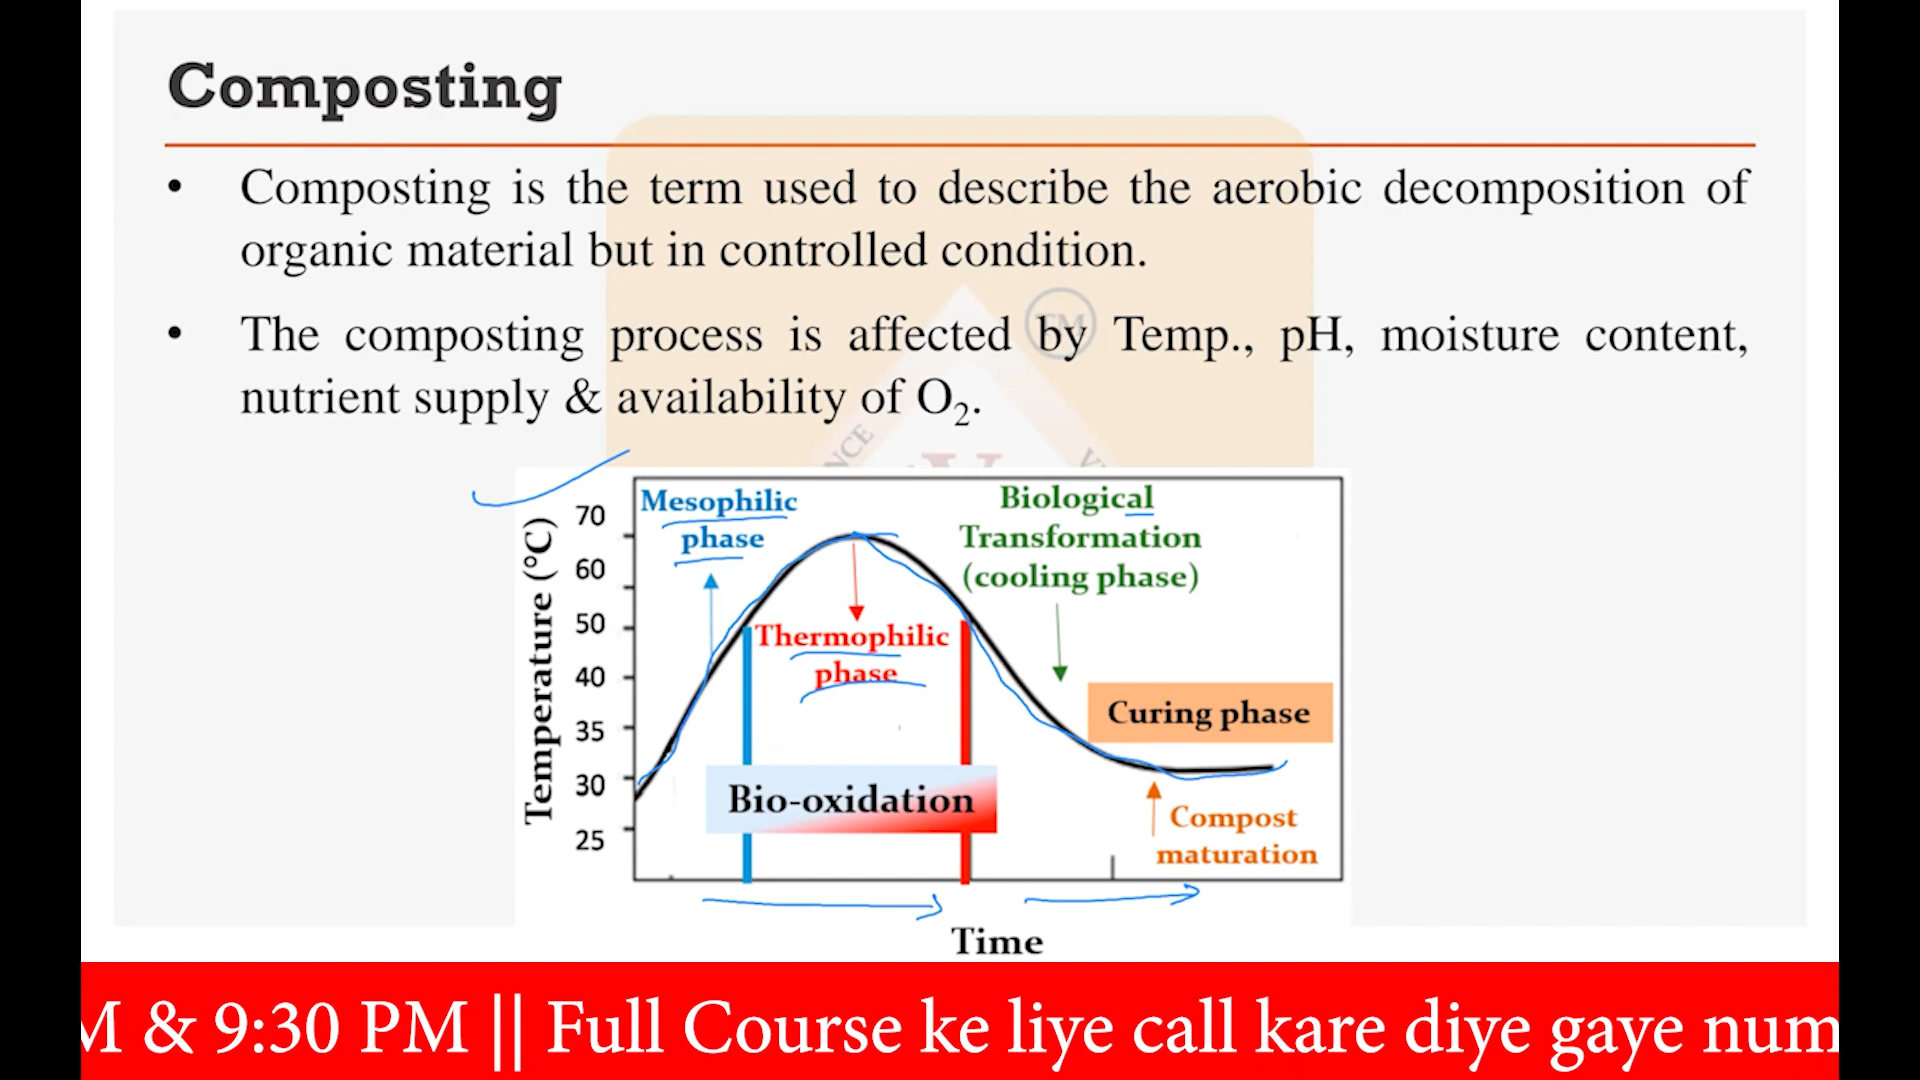 Composting
• Composting is the term used to describe the aerobic decomposition of
organic material but in controlled condition.
• The composting process is affected by Temp., pH, moisture content,
nutrient supply & availability of O₂.
TM
Temperature (°C)
70
60
50
40
35
30
25
Mesophilic
phase
Thermophilic
phase
Biological
Transformation
(cooling phase)
Curing phase
Bio-oxidation
Compost
maturation
Time
M & 9:30 PM || Full Course ke liye call kare diye gaye num